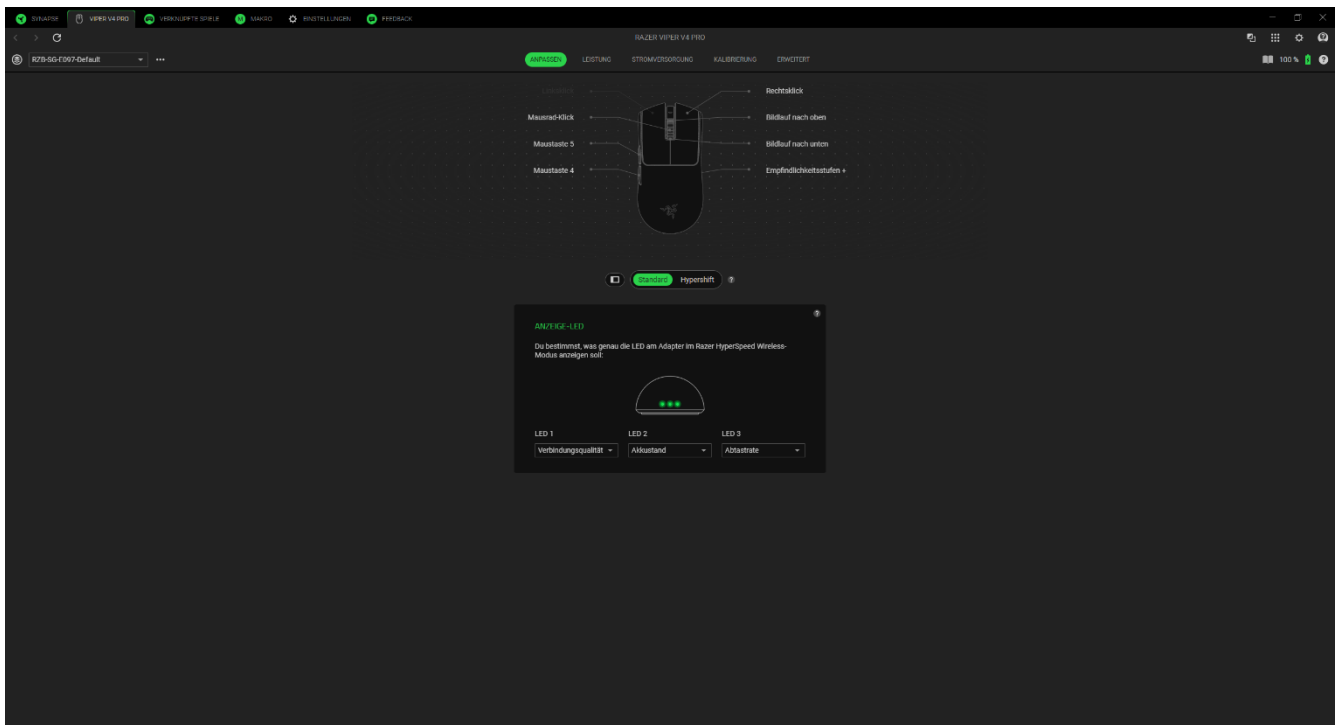 SYNAPSE VIPER V4 PRO VERKNÜPFTE SPIELE MAKRO EINSTELLUNGEN FEEDBACK
RAZER VIPER V4 PRO
RZB-SG-E097-Default ANPASSEN LEISTUNG STROMVERSORGUNG KALIBRIERUNG ERWEITERT 100 %
Linksklick Rechtsklick
Mausrad-Klick Bildlauf nach oben
Maustaste 5 Bildlauf nach unten
Maustaste 4 Empfindlichkeitsstufen +
Standard Hypershift ?
ANZEIGE-LED
Du bestimmst, was genau die LED am Adapter im Razer HyperSpeed Wireless-
Modus anzeigen soll:
LED 1 LED 2 LED 3
Verbindungsqualität Akkustand Abtastrate